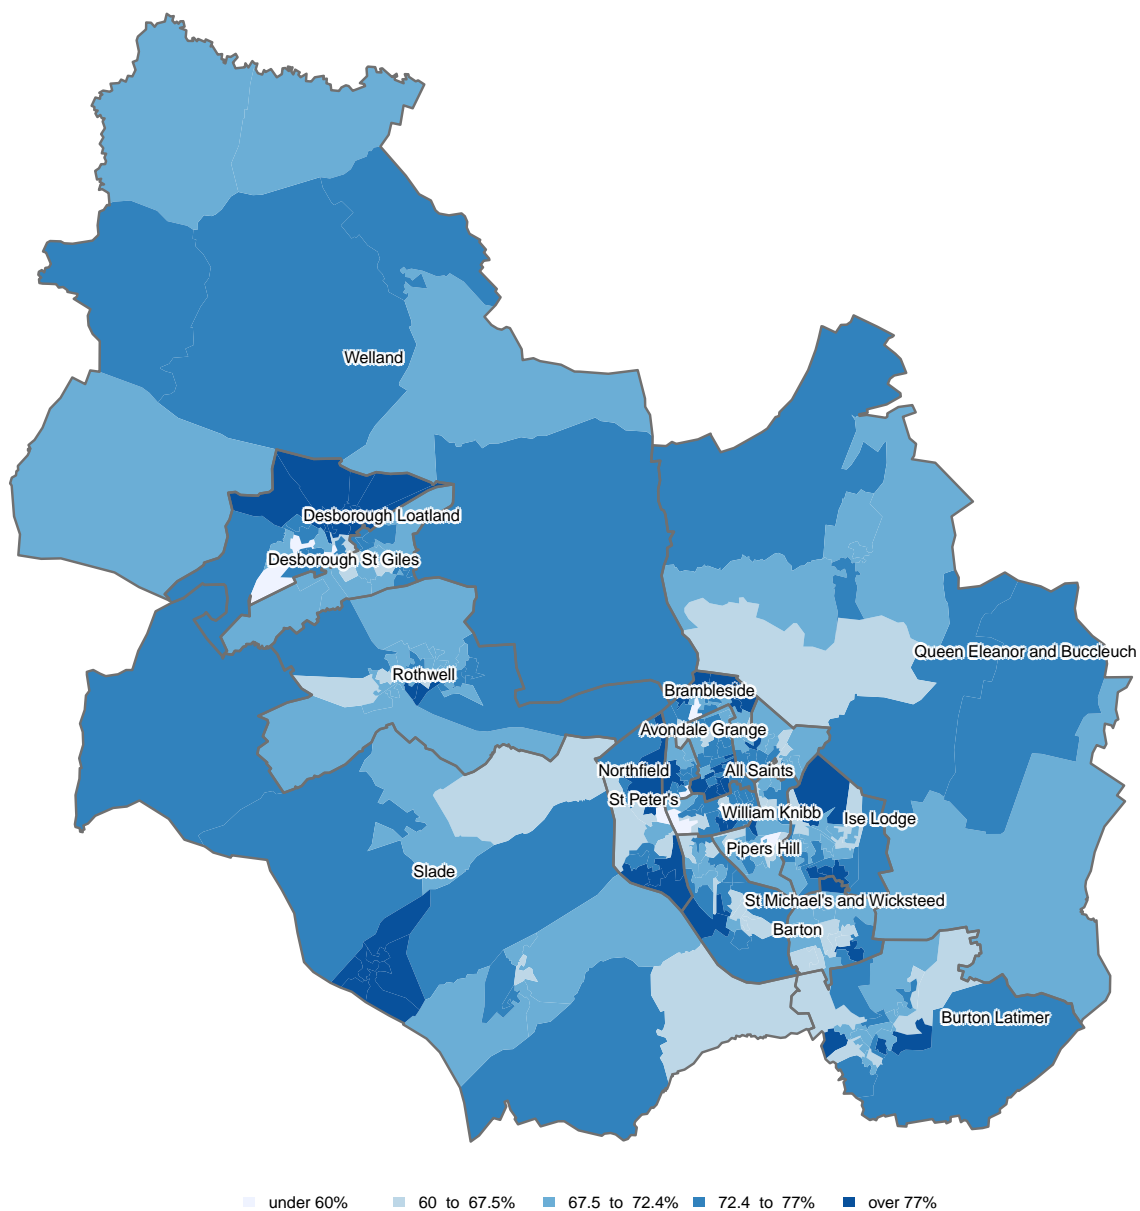 Welland
Desborough Loatland
Desborough St Giles
Queen Eleanor and Buccleuch
Rothwell
Brambleside
Avondale Grange
Northfield
All Saints
St Peter's
William Knibb
Ise Lodge
Pipers Hill
Slade
St Michael's and Wicksteed
Barton
Burton Latimer
under 60% 60 to 67.5% 67.5 to 72.4% 72.4 to 77% over 77%